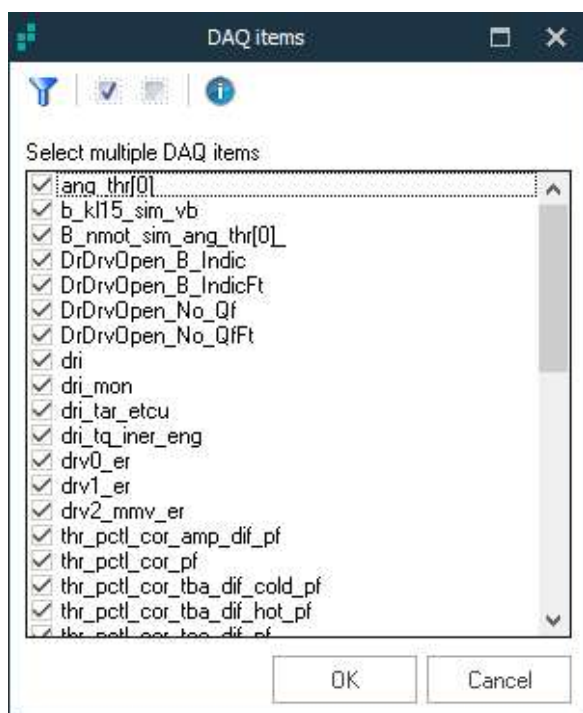 DAQ items
Select multiple DAQ items
ang_thr[0]
b_kl15_sim_vb
B_nmot_sim_ang_thr[0]_
DrDrvOpen_B_Indic
DrDrvOpen_B_IndicFt
DrDrvOpen_No_Qf
DrDrvOpen_No_QfFt
dri
dri_mon
dri_tar_etcu
dri_tq_iner_eng
drv0_er
drv1_er
drv2_mmv_er
thr_pctl_cor_amp_dif_pf
thr_pctl_cor_pf
thr_pctl_cor_tba_dif_cold_pf
thr_pctl_cor_tba_dif_hot_pf
OK
Cancel